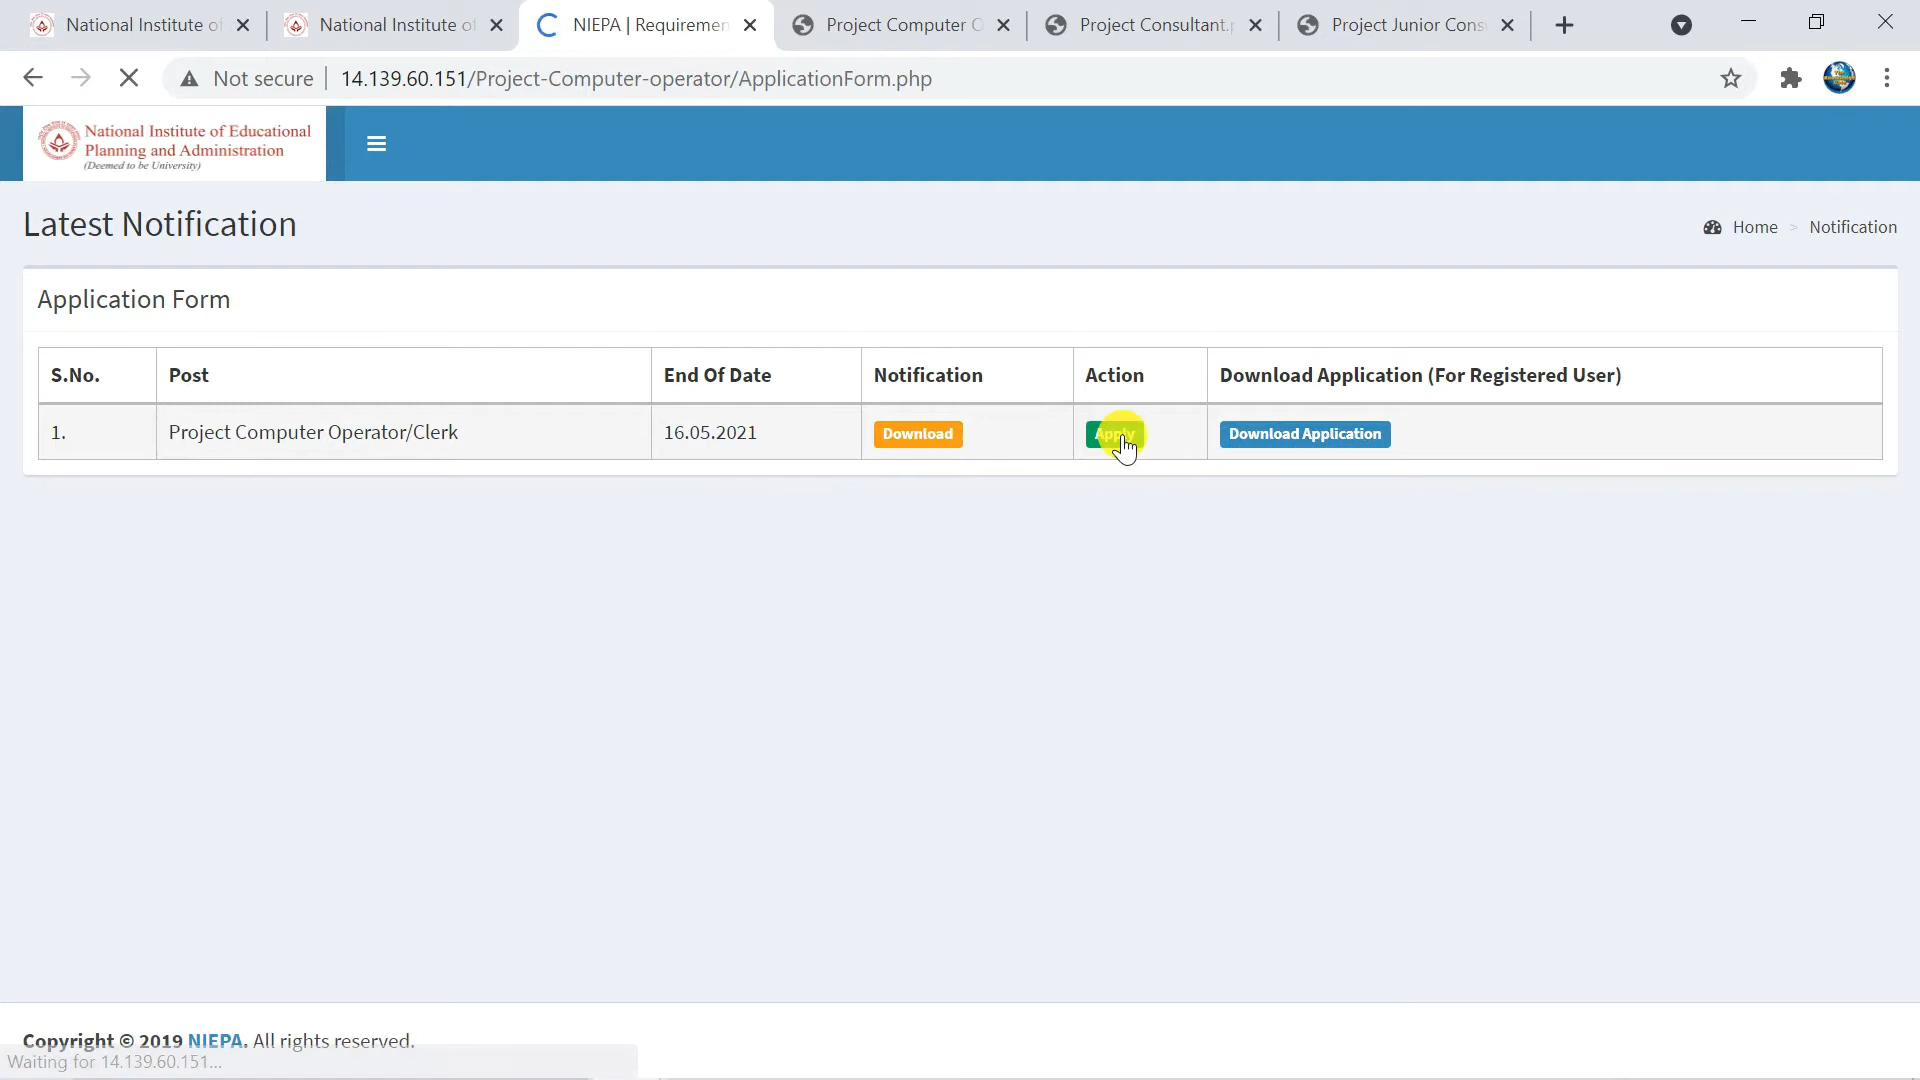 National Institute of
National Institute of
NIEPA | Requiremen
Project Computer O
Project Consultant.p
Project Junior Cons
Not secure
14.139.60.151/Project-Computer-operator/ApplicationForm.php
National Institute of Educational
Planning and Administration
(Deemed to be University)
Latest Notification
Home > Notification
Application Form
S.No. Post End Of Date Notification Action Download Application (For Registered User)
1. Project Computer Operator/Clerk 16.05.2021 Download Apply Download Application
Copyright © 2019 NIEPA. All rights reserved.
Waiting for 14.139.60.151...